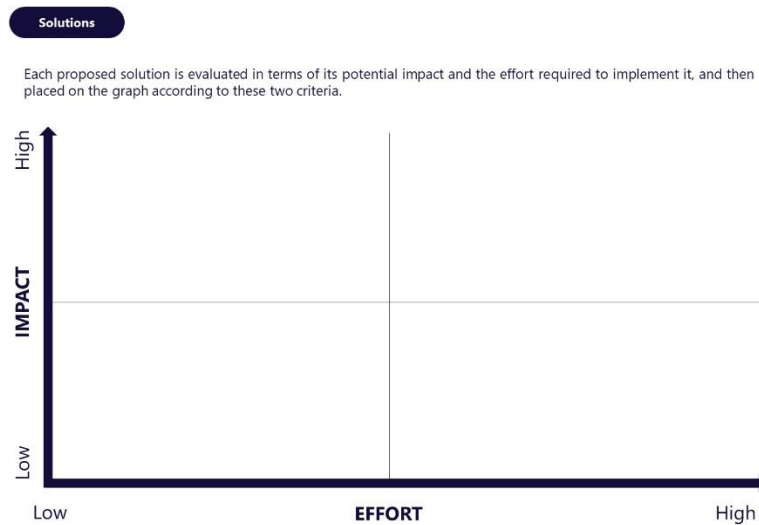 Solutions
Each proposed solution is evaluated in terms of its potential impact and the effort required to implement it, and then
placed on the graph according to these two criteria.
High
IMPACT
Low
Low
EFFORT
High